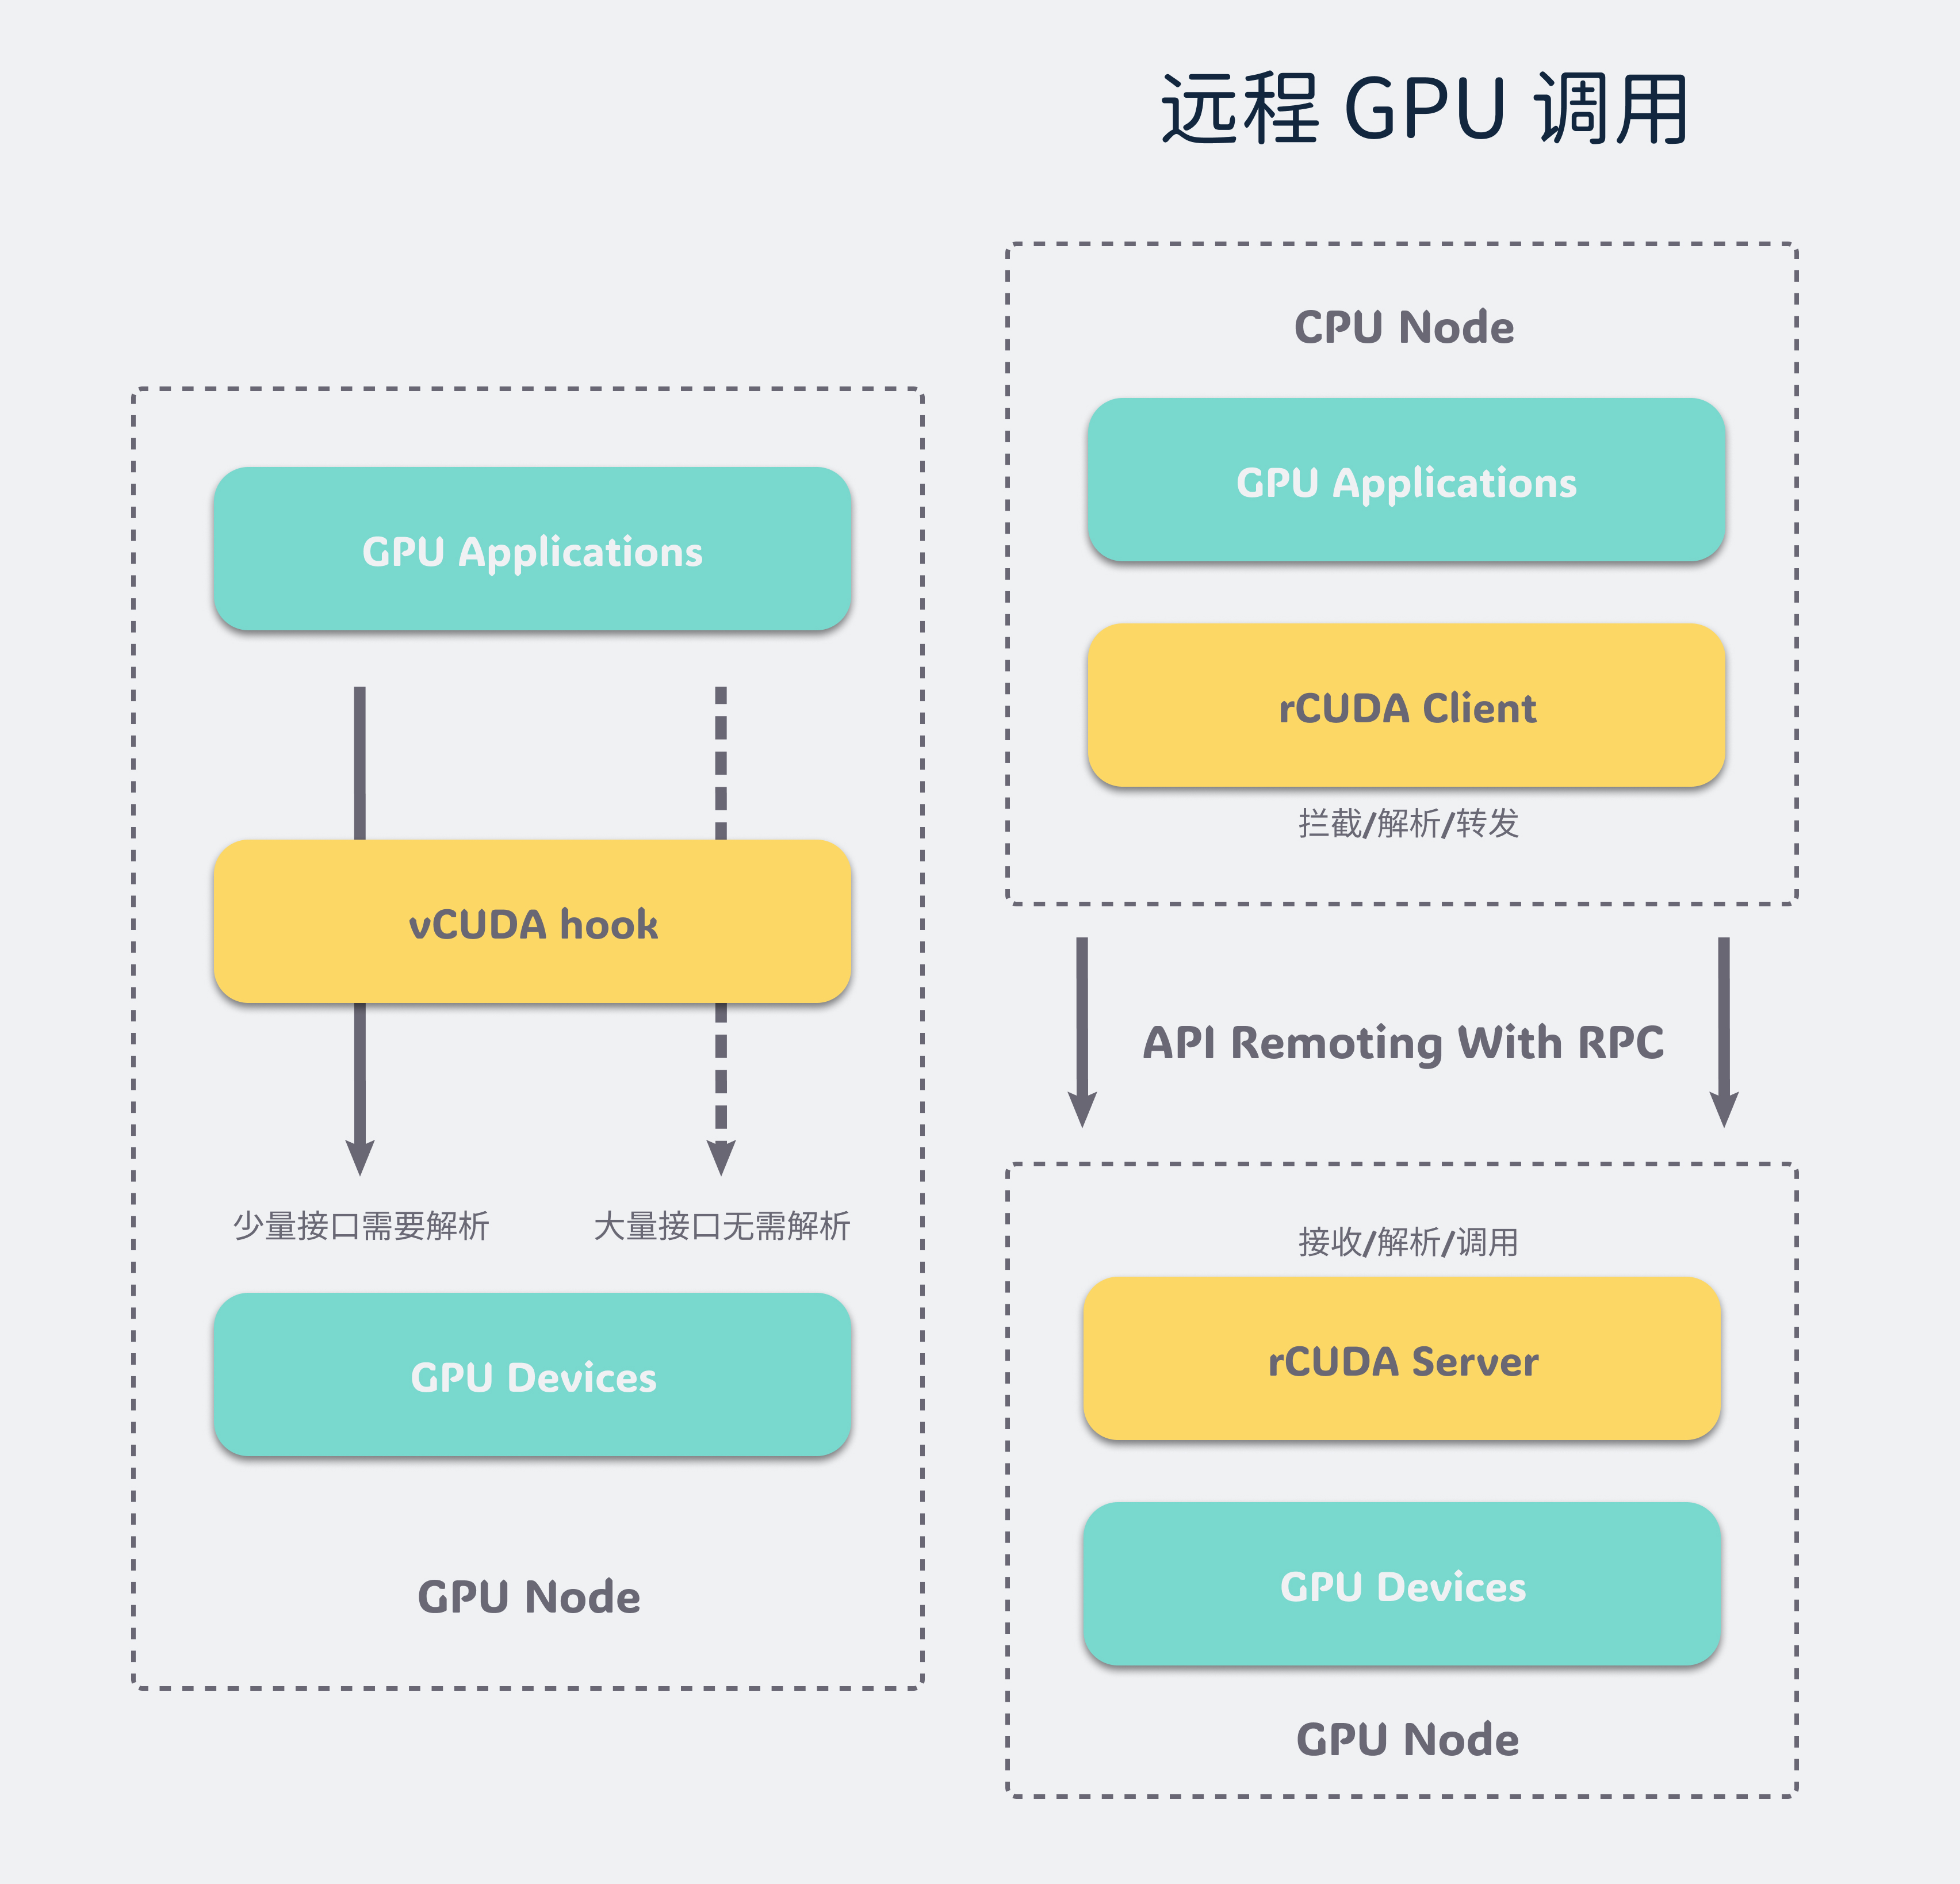 远程 GPU 调用
GPU Applications
vCUDA hook
少量接口需要解析
大量接口无需解析
GPU Devices
GPU Node
CPU Node
GPU Applications
rCUDA Client
拦截/解析/转发
API Remoting With RPC
接收/解析/调用
rCUDA Server
GPU Devices
GPU Node